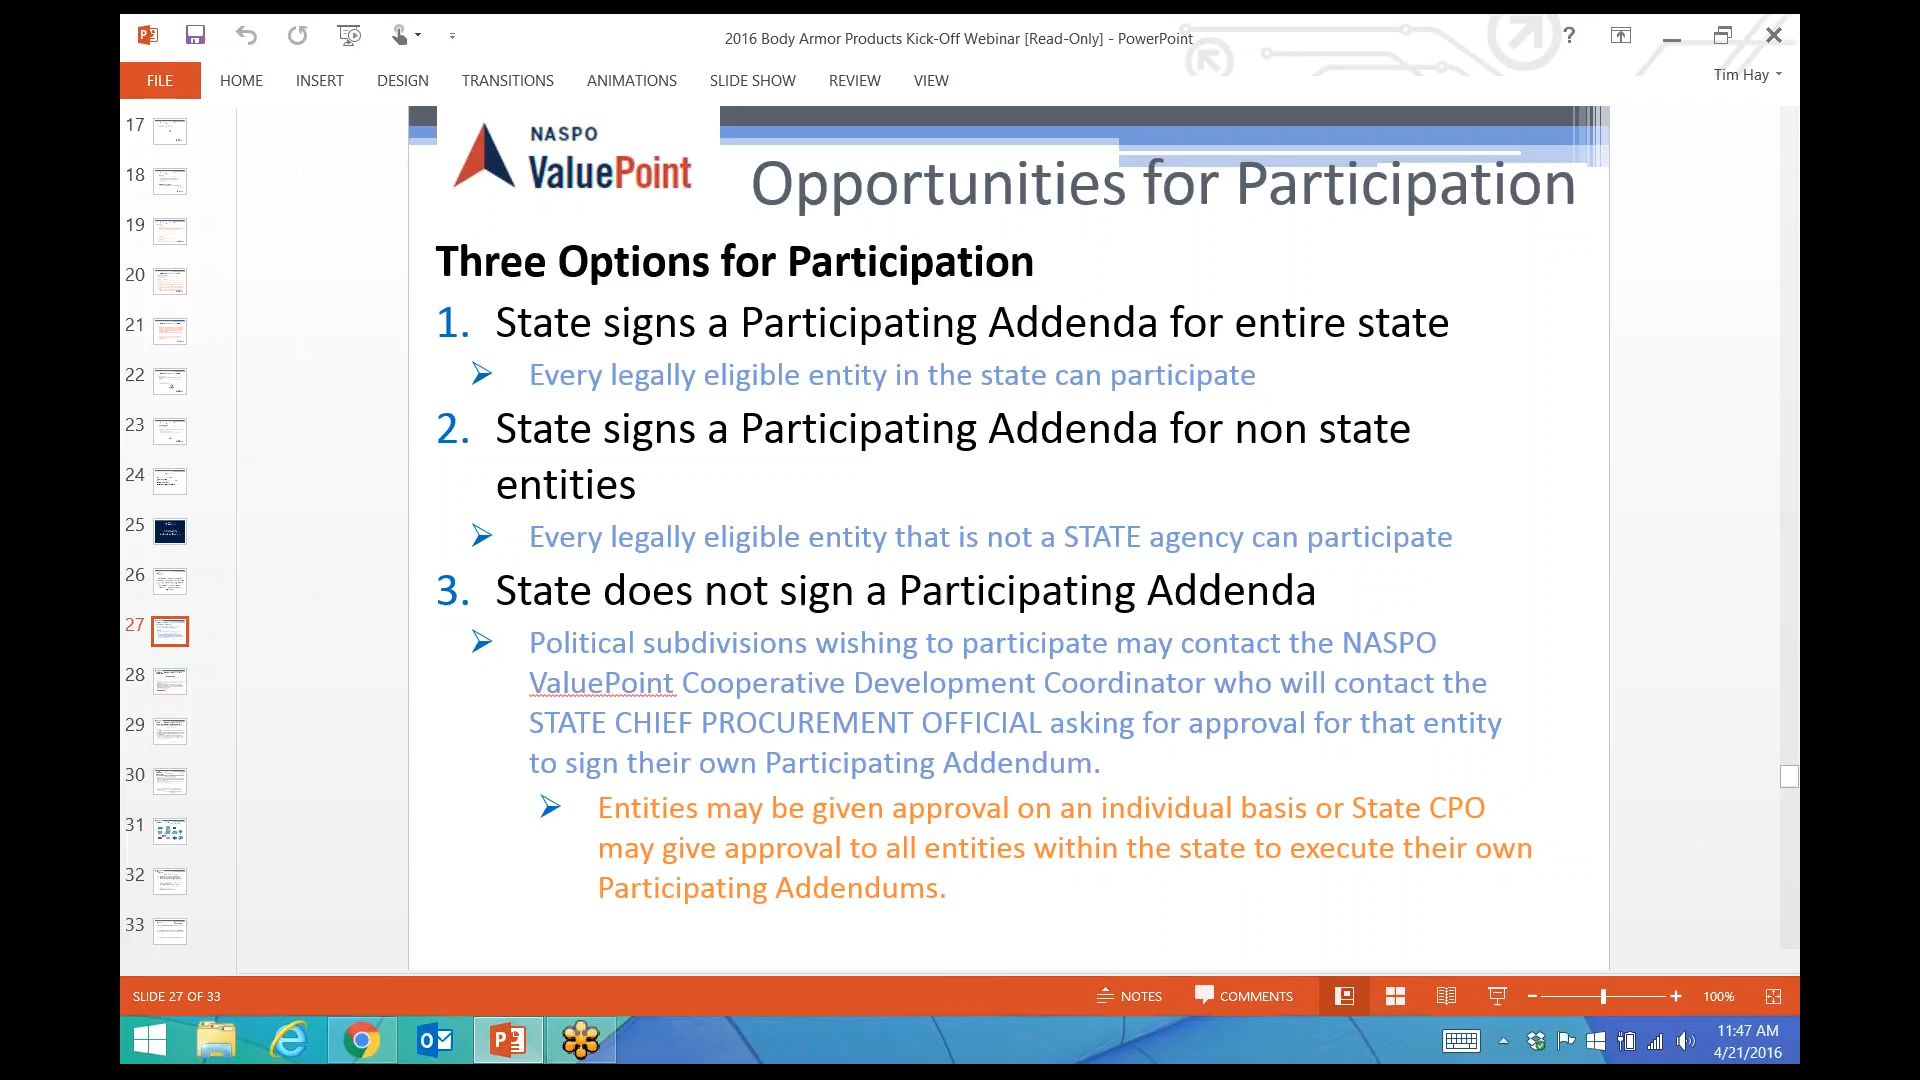 2016 Body Armor Products Kick-Off Webinar [Read-Only] - PowerPoint
?
FILE
HOME
INSERT
DESIGN
TRANSITIONS
ANIMATIONS
SLIDE SHOW
REVIEW
VIEW
Tim Hay
17
18
19
20
21
22
23
24
25
26
27
28
29
30
31
32
33
NASPO
ValuePoint
Opportunities for Participation
Three Options for Participation
1. State signs a Participating Addenda for entire state
Every legally eligible entity in the state can participate
2. State signs a Participating Addenda for non state
entities
Every legally eligible entity that is not a STATE agency can participate
3. State does not sign a Participating Addenda
Political subdivisions wishing to participate may contact the NASPO
ValuePoint Cooperative Development Coordinator who will contact the
STATE CHIEF PROCUREMENT OFFICIAL asking for approval for that entity
to sign their own Participating Addendum.
Entities may be given approval on an individual basis or State CPO
may give approval to all entities within the state to execute their own
Participating Addendums.
SLIDE 27 OF 33
NOTES
COMMENTS
100%
11:47 AM
4/21/2016